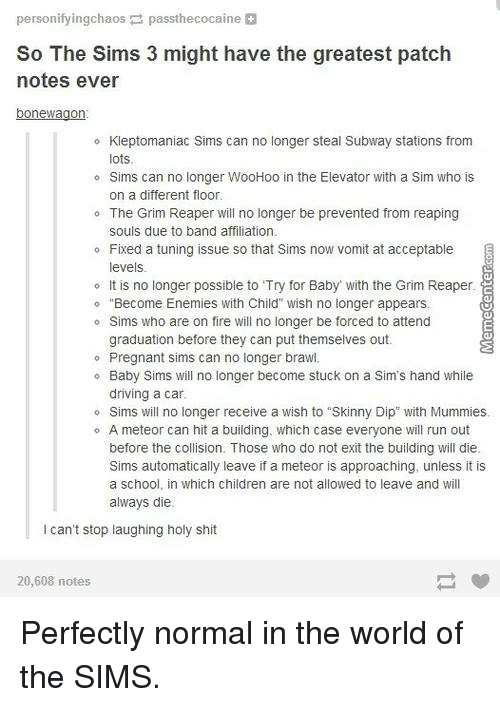 personifyingchaos passthecocaine
So The Sims 3 might have the greatest patch
notes ever
bonewagon:
o Kleptomaniac Sims can no longer steal Subway stations from
lots.
o Sims can no longer WooHoo in the Elevator with a Sim who is
on a different floor.
o The Grim Reaper will no longer be prevented from reaping
souls due to band affiliation.
o Fixed a tuning issue so that Sims now vomit at acceptable
levels.
o It is no longer possible to 'Try for Baby' with the Grim Reaper.
o "Become Enemies with Child" wish no longer appears.
o Sims who are on fire will no longer be forced to attend
graduation before they can put themselves out.
o Pregnant sims can no longer brawl.
o Baby Sims will no longer become stuck on a Sim's hand while
driving a car.
o Sims will no longer receive a wish to "Skinny Dip" with Mummies.
o A meteor can hit a building, which case everyone will run out
before the collision. Those who do not exit the building will die.
Sims automatically leave if a meteor is approaching, unless it is
a school, in which children are not allowed to leave and will
always die.
I can't stop laughing holy shit
20,608 notes
MemeCenter.com
Perfectly normal in the world of
the SIMS.